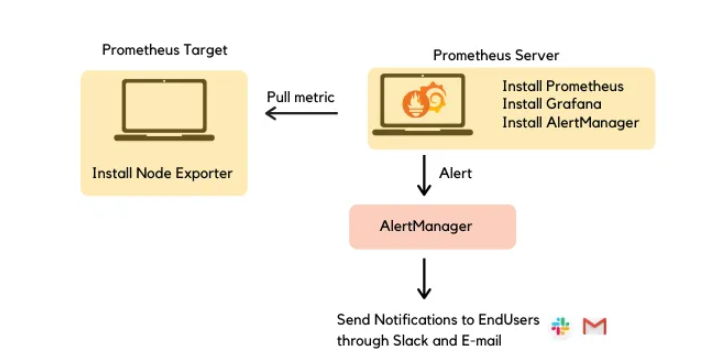 Prometheus Target
Prometheus Server
Install Prometheus
Install Grafana
Install AlertManager
Pull metric
Install Node Exporter
Alert
AlertManager
Send Notifications to EndUsers
through Slack and E-mail